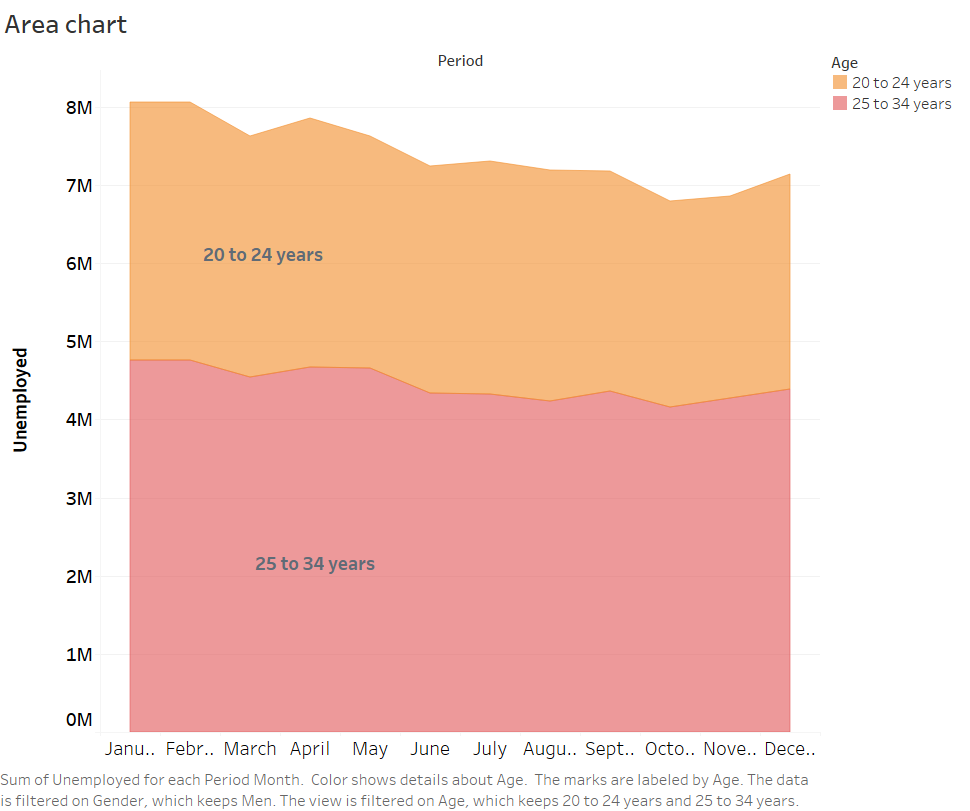 Area chart
Period
Age
20 to 24 years
25 to 34 years
8M
7M
6M
5M
4M
3M
2M
1M
0M
Unemployed
20 to 24 years
25 to 34 years
Janu.. Febr.. March April May June July Augu.. Sept.. Octo.. Nove.. Dece..
Sum of Unemployed for each Period Month. Color shows details about Age. The marks are labeled by Age. The data
is filtered on Gender, which keeps Men. The view is filtered on Age, which keeps 20 to 24 years and 25 to 34 years.